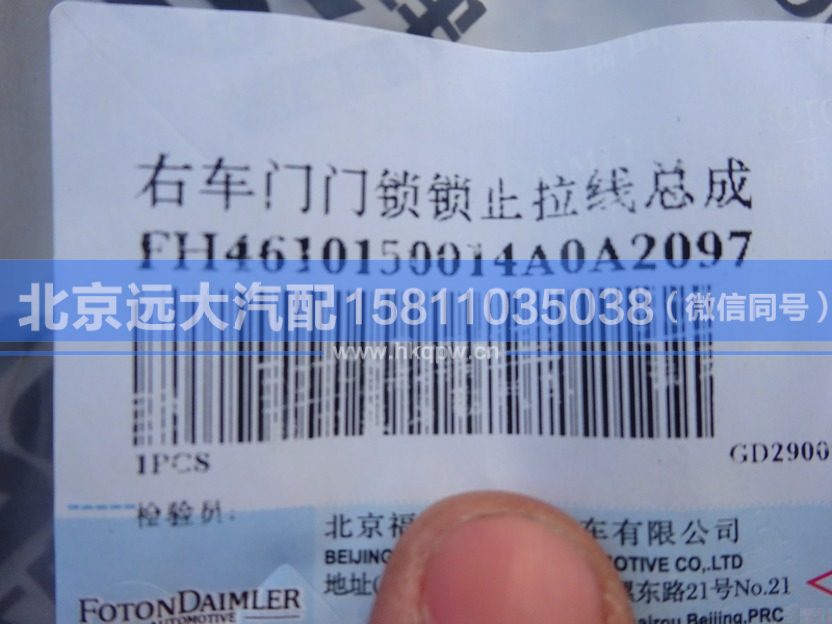 右车门门锁锁止拉线总成
FH4610150014A0A2097
北京远大汽配15811035038(微信同号)
www.hkqpw.cn
1PCS
GD2900
检验员:
北京福 车有限公司
BEIJING OTIVE CO,.LTD
地址( 东路21号No.21
FOTONDAIMLER
AUTOMOTIVE
Beijing,PRC